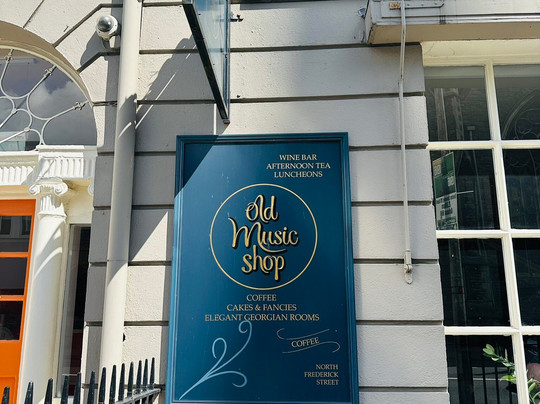 WINE BAR
AFTERNOON TEA
LUNCHEONS
Old
Music
shop
COFFEE
CAKES & FANCIES
ELEGANT GEORGIAN ROOMS
COFFEE
NORTH
FREDERICK
STREET